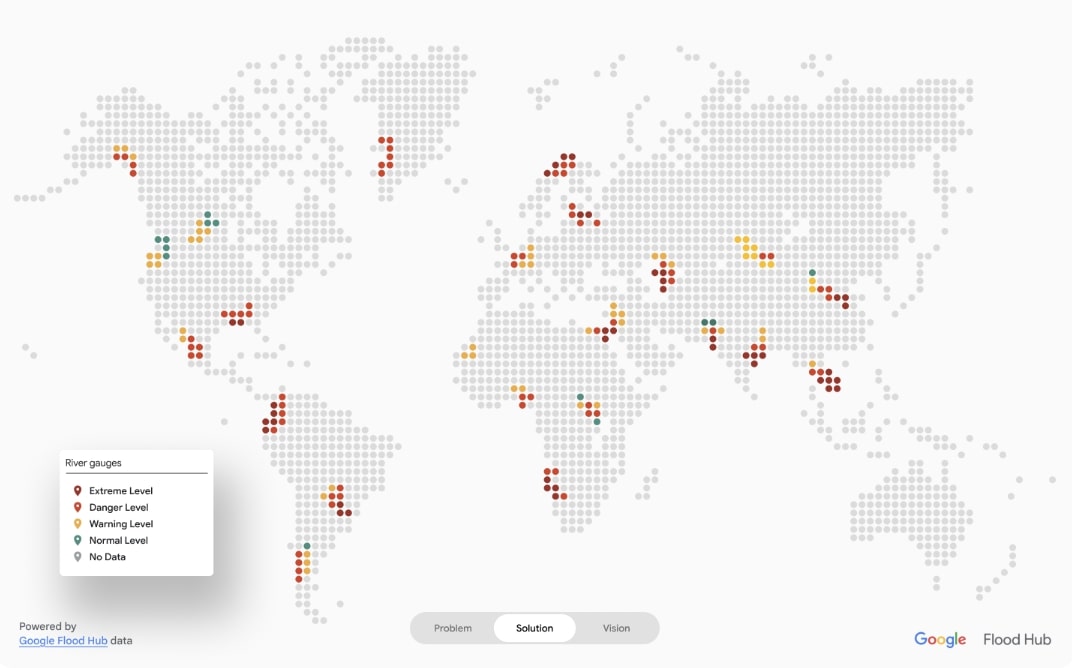 River gauges
Extreme Level
Danger Level
Warning Level
Normal Level
No Data
Powered by
Google Flood Hub data
Problem
Solution
Vision
Google Flood Hub